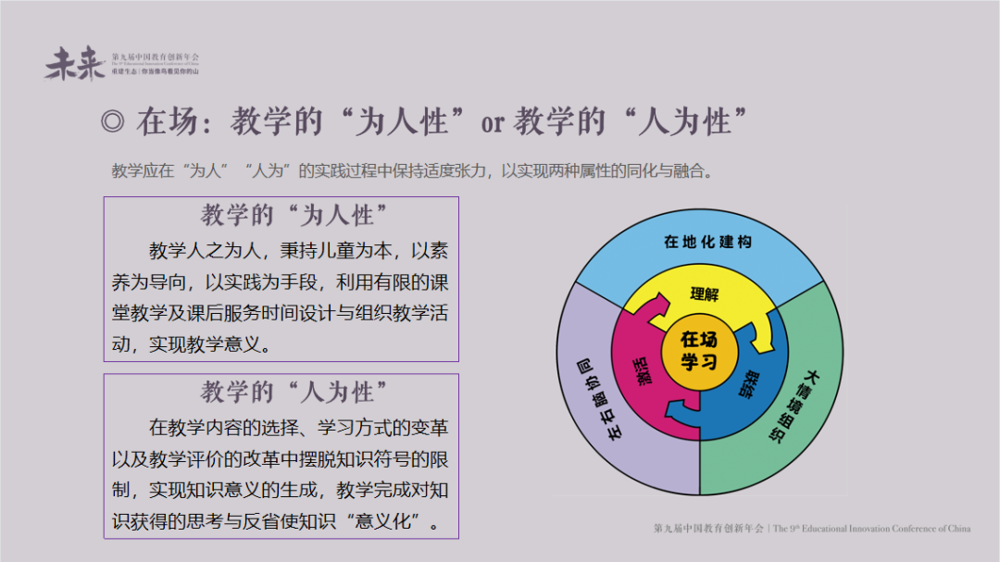 未来
第九届中国教育创新年会
The 9th Educational Innovation Conference of China
重建生态｜你当像鸟看见你的山
◎ 在场：教学的“为人性”or 教学的“人为性”
教学应在“为人”“人为”的实践过程中保持适度张力，以实现两种属性的同化与融合。
教学的“为人性”
教学人之为人，秉持儿童为本，以素
养为导向，以实践为手段，利用有限的课
堂教学及课后服务时间设计与组织教学活
动，实现教学意义。
教学的“人为性”
在教学内容的选择、学习方式的变革
以及教学评价的改革中摆脱知识符号的限
制，实现知识意义的生成，教学完成对知
识获得的思考与反省使知识“意义化”。
在地化建构
理解
在场
学习
激活
联结
左右脑协同
大情境组织
第九届中国教育创新年会｜The 9th Educational Innovation Conference of China